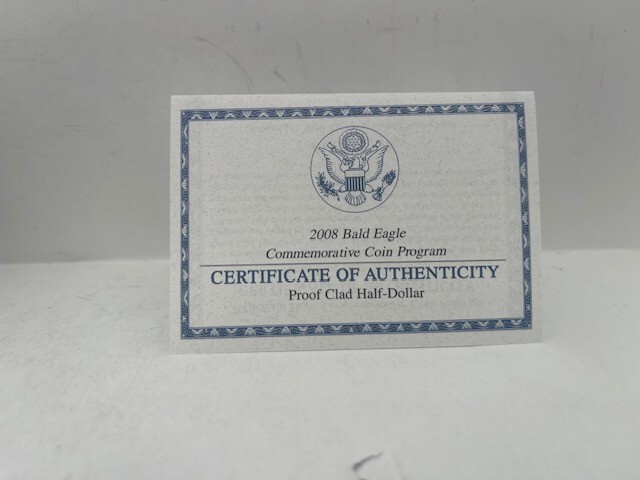 2008 Bald Eagle
Commemorative Coin Program
CERTIFICATE OF AUTHENTICITY
Proof Clad Half-Dollar